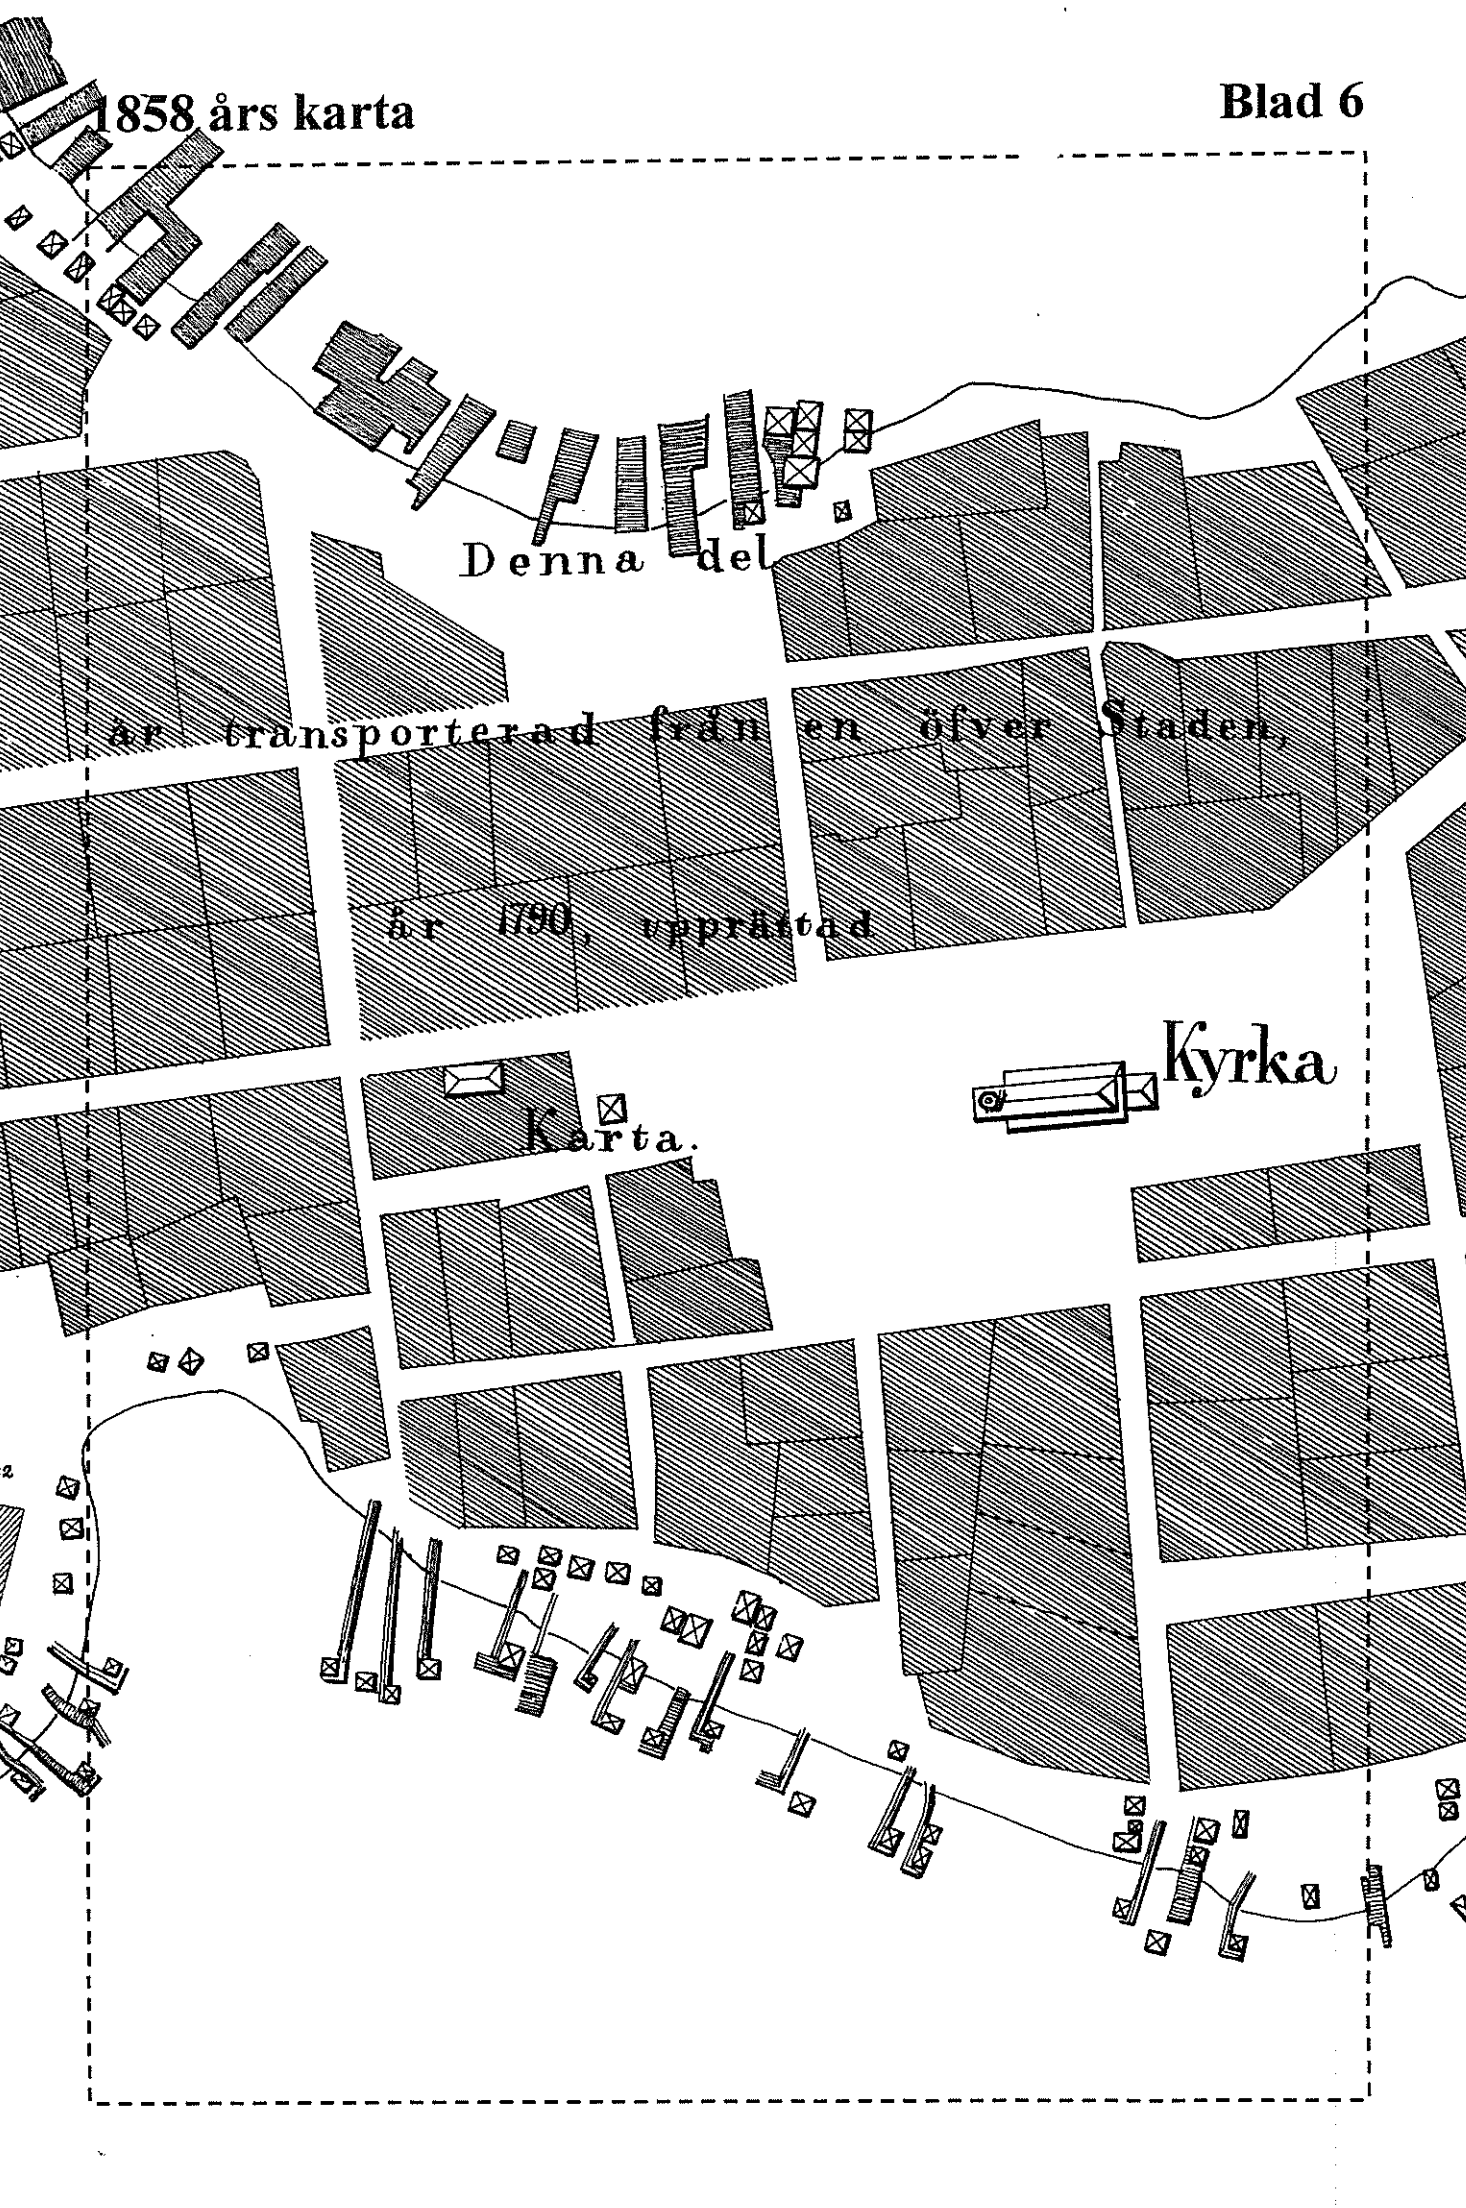 1858 års karta
Blad 6
Denna del
är transporterad från en öfver Staden,
år 1790, upprättad
Kyrka
Karta.